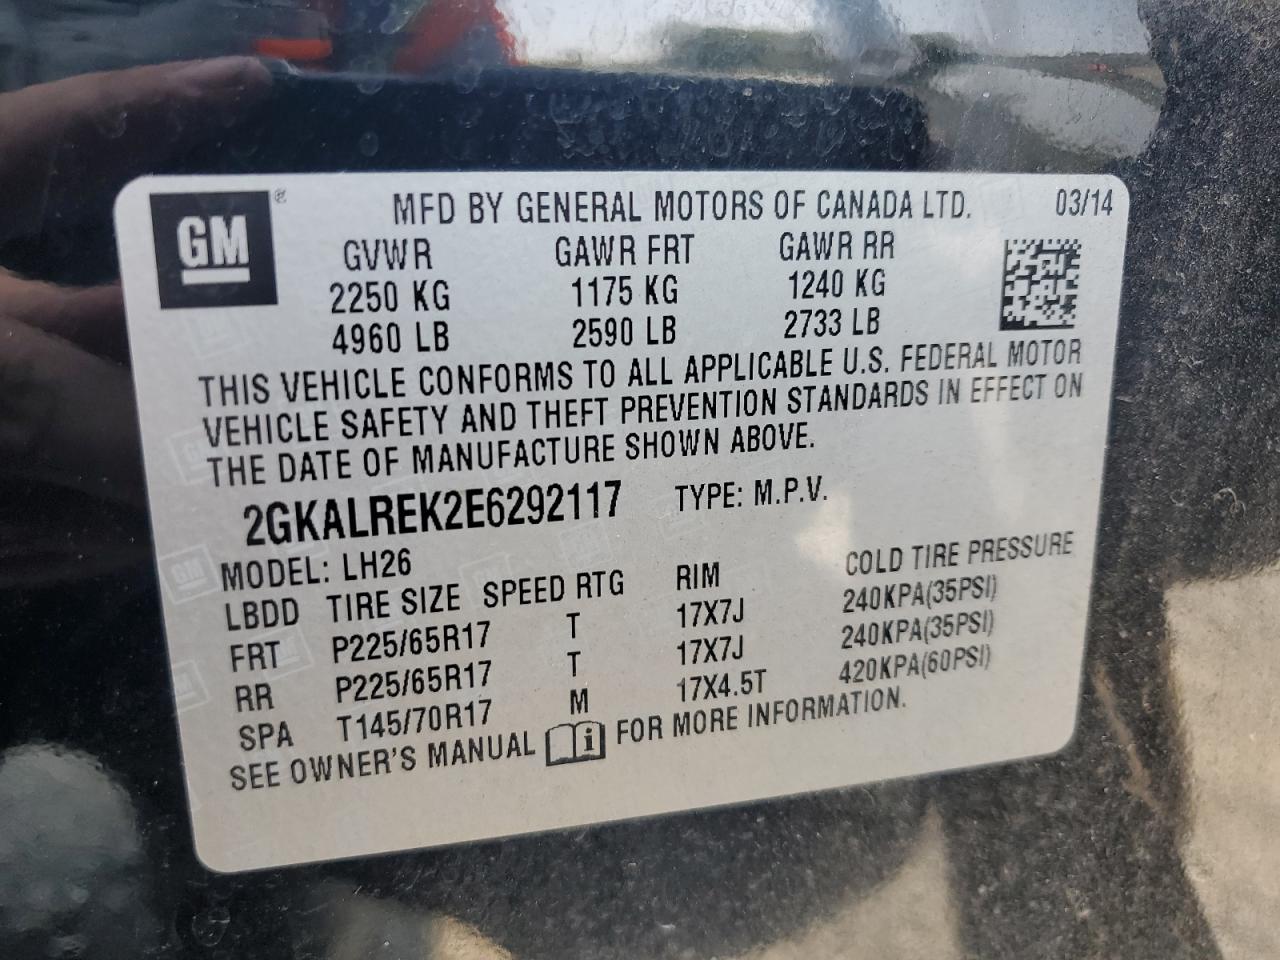 GM ® MFD BY GENERAL MOTORS OF CANADA LTD. 03/14
GVWR GAWR FRT GAWR RR
2250 KG 1175 KG 1240 KG
4960 LB 2590 LB 2733 LB
THIS VEHICLE CONFORMS TO ALL APPLICABLE U.S. FEDERAL MOTOR
VEHICLE SAFETY AND THEFT PREVENTION STANDARDS IN EFFECT ON
THE DATE OF MANUFACTURE SHOWN ABOVE.
2GKALREK2E6292117 TYPE: M.P.V.
MODEL: LH26
LBDD TIRE SIZE SPEED RTG RIM COLD TIRE PRESSURE
FRT P225/65R17 T 17X7J 240KPA(35PSI)
RR P225/65R17 T 17X7J 240KPA(35PSI)
SPA T145/70R17 M 17X4.5T 420KPA(60PSI)
SEE OWNER'S MANUAL i FOR MORE INFORMATION.